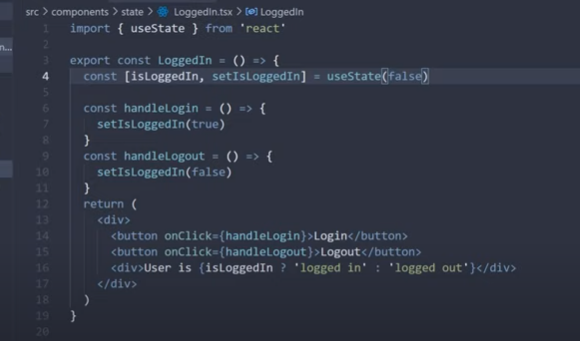 src > components > state > LoggedIn.tsx > LoggedIn
1 import { useState } from 'react'
2
3 export const LoggedIn = () => {
4 const [isLoggedIn, setIsLoggedIn] = useState(false)
5
6 const handleLogin = () => {
7 setIsLoggedIn(true)
8 }
9 const handleLogout = () => {
10 setIsLoggedIn(false)
11 }
12 return (
13 <div>
14 <button onClick={handleLogin}>Login</button>
15 <button onClick={handleLogout}>Logout</button>
16 <div>User is {isLoggedIn ? 'logged in' : 'logged out'}</div>
17 </div>
18 )
19 }
20